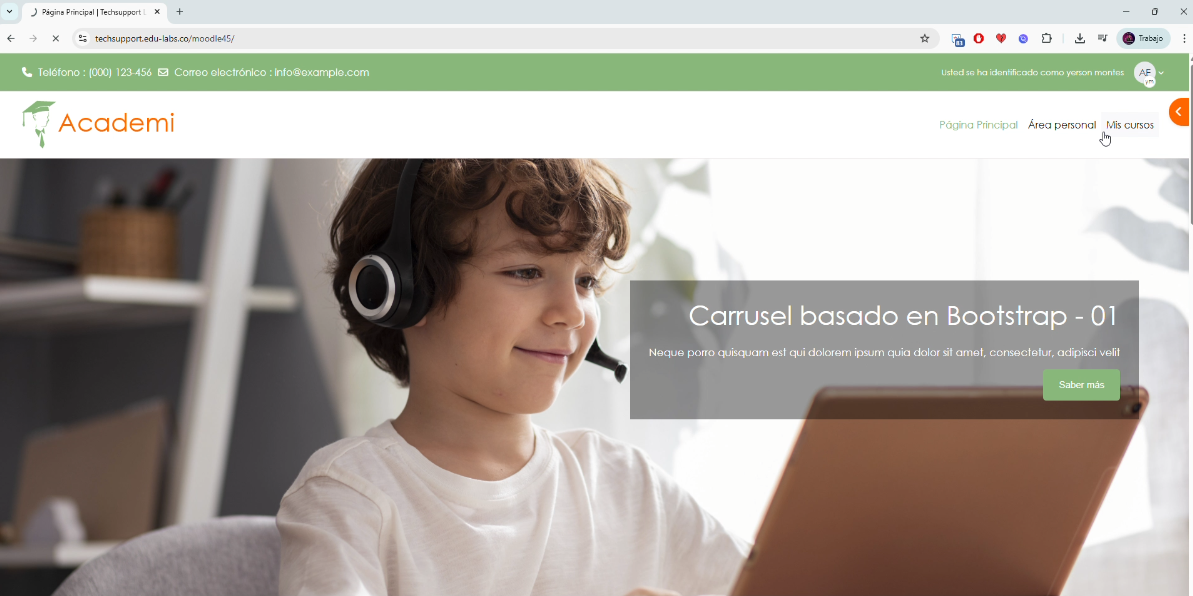 Página Principal | Techsupport
techsupport.edu-labs.co/moodle45/
81
Trabajo
Teléfono : (000) 123-456 Correo electrónico : info@example.com
Usted se ha identificado como yerson montes
AF
ym
Academi
Página Principal Área personal Mis cursos
Carrusel basado en Bootstrap - 01
Neque porro quisquam est qui dolorem ipsum quia dolor sit amet, consectetur, adipisci velit
Saber más